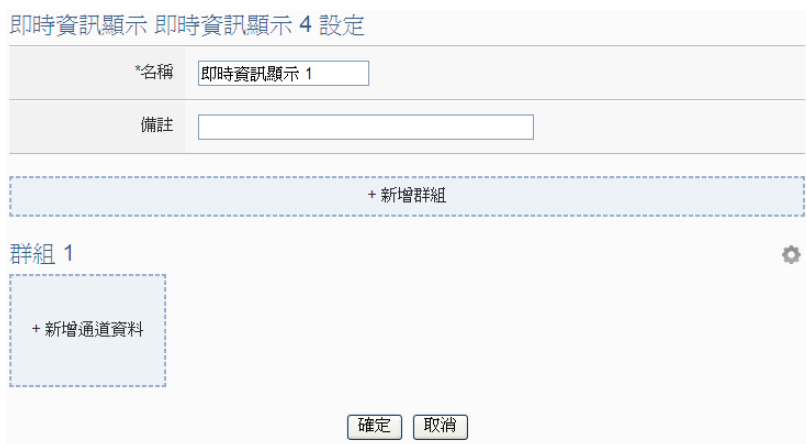 即時資訊顯示 即時資訊顯示 4 設定
*名稱 即時資訊顯示 1
備註
+ 新增群組
群組 1
+ 新增通道資料
確定 取消